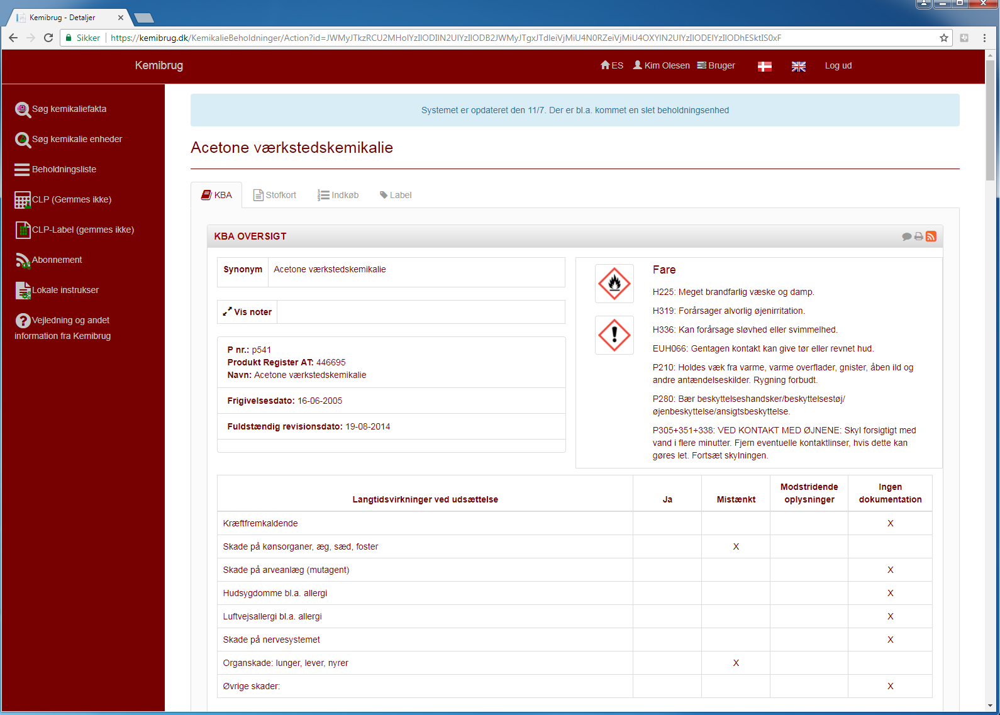 Kemibrug - Detaljer
Sikker
https://kemibrug.dk/KemikalieBeholdninger/Action?id=
Kemibrug
ES
Kim Olesen
Bruger
Log ud
Søg kemikaliefakta
Søg kemikalie enheder
Beholdningsliste
CLP (Gemmes ikke)
CLP-Label (gemmes ikke)
Abonnement
Lokale instrukser
Vejledning og andet
information fra Kemibrug
Systemet er opdateret den 11/7. Der er bl.a. kommet en slet beholdningsenhed
Acetone værkstedskemikalie
KBA
Stofkort
Indkøb
Label
KBA OVERSIGT
Synonym
Acetone værkstedskemikalie
Vis noter
P nr.: p541
Produkt Register AT: 446695
Navn: Acetone værkstedskemikalie
Frigivelsesdato: 16-06-2005
Fuldstændig revisionsdato: 19-08-2014
Fare
H225: Meget brandfarlig væske og damp.
H319: Forårsager alvorlig øjenirritation.
H336: Kan forårsage sløvhed eller svimmelhed.
EUH066: Gentagen kontakt kan give tør eller revnet hud.
P210: Holdes væk fra varme, varme overflader, gnister, åben ild og
andre antændelseskilder. Rygning forbudt.
P280: Bær beskyttelseshandsker/beskyttelsestøj/
øjenbeskyttelse/ansigtsbeskyttelse.
P305+351+338: VED KONTAKT MED ØJNENE: Skyl forsigtigt med
vand i flere minutter. Fjern eventuelle kontaktlinser, hvis dette kan
gøres let. Fortsæt skylningen.
Langtidsvirkninger ved udsættelse
Ja
Mistænkt
Modstridende
oplysninger
Ingen
dokumentation
Kræftfremkaldende X
Skade på kønsorganer, æg, sæd, foster X
Skade på arveanlæg (mutagent) X
Hudsygdomme bl.a. allergi X
Luftvejsallergi bl.a. allergi X
Skade på nervesystemet X
Organskade: lunger, lever, nyrer X
Øvrige skader: X